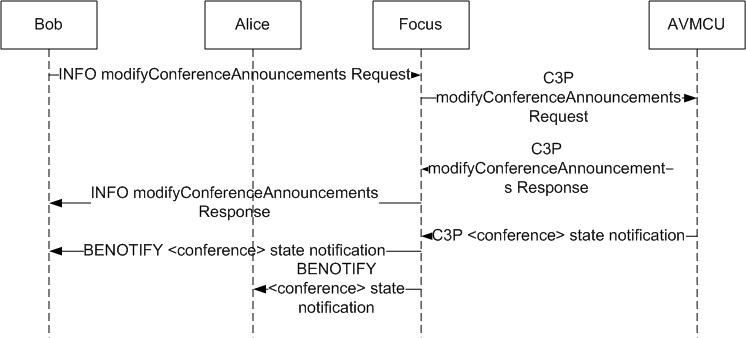 Bob
Alice
Focus
AVMCU
INFO modifyConferenceAnnouncements Request
C3P
modifyConferenceAnnouncements
Request
C3P
modifyConferenceAnnouncement-
s Response
INFO modifyConferenceAnnouncements
Response
C3P <conference> state notification
BENOTIFY <conference> state notification
BENOTIFY
<conference> state
notification